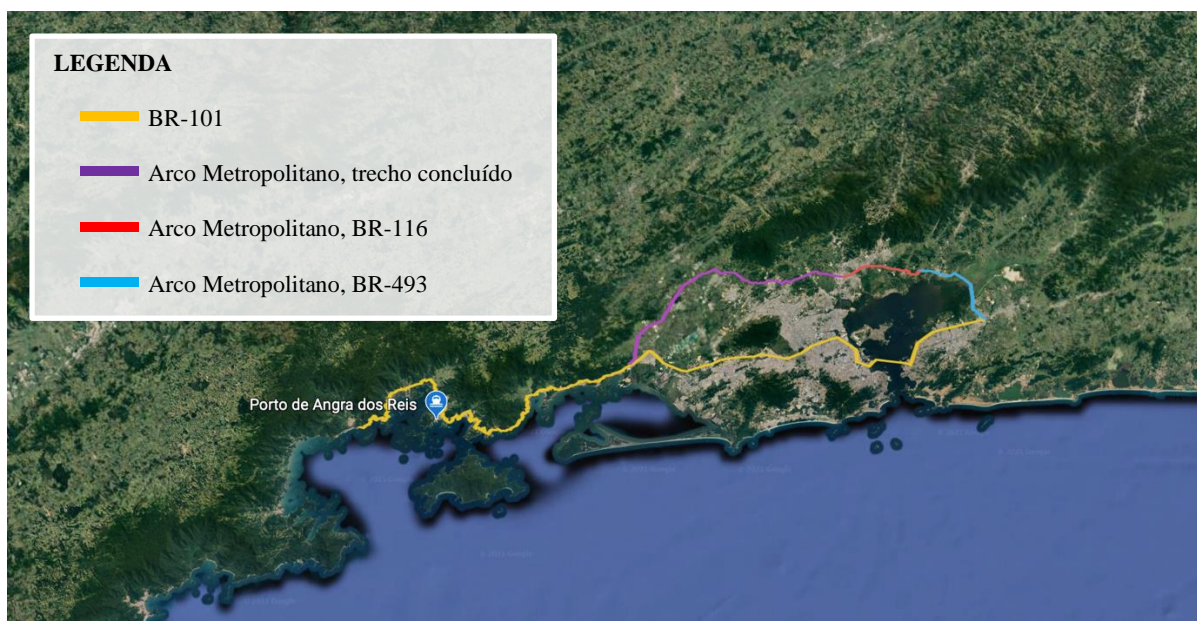 LEGENDA
BR-101
Arco Metropolitano, trecho concluído
Arco Metropolitano, BR-116
Arco Metropolitano, BR-493
Porto de Angra dos Reis